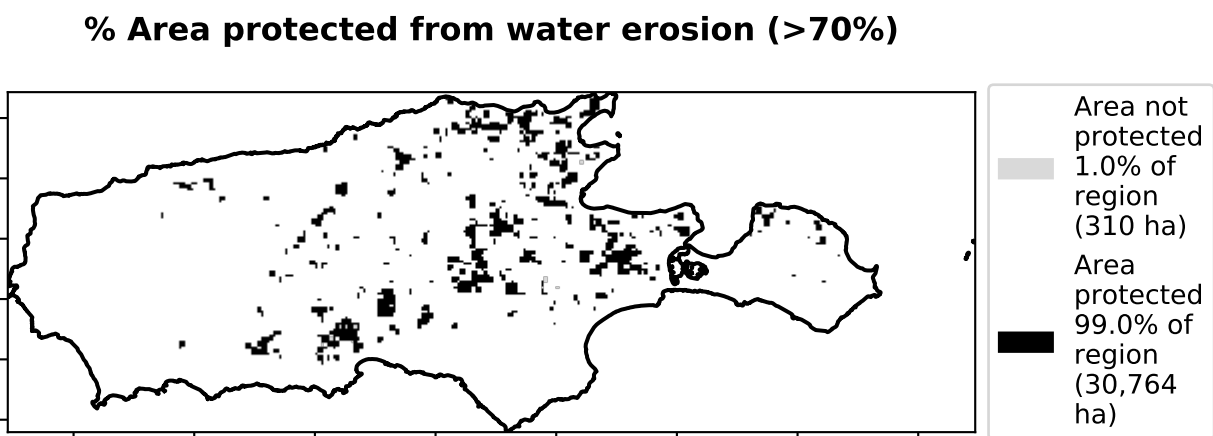 % Area protected from water erosion (>70%)
Area not
protected
1.0% of
region
(310 ha)
Area
protected
99.0% of
region
(30,764
ha)